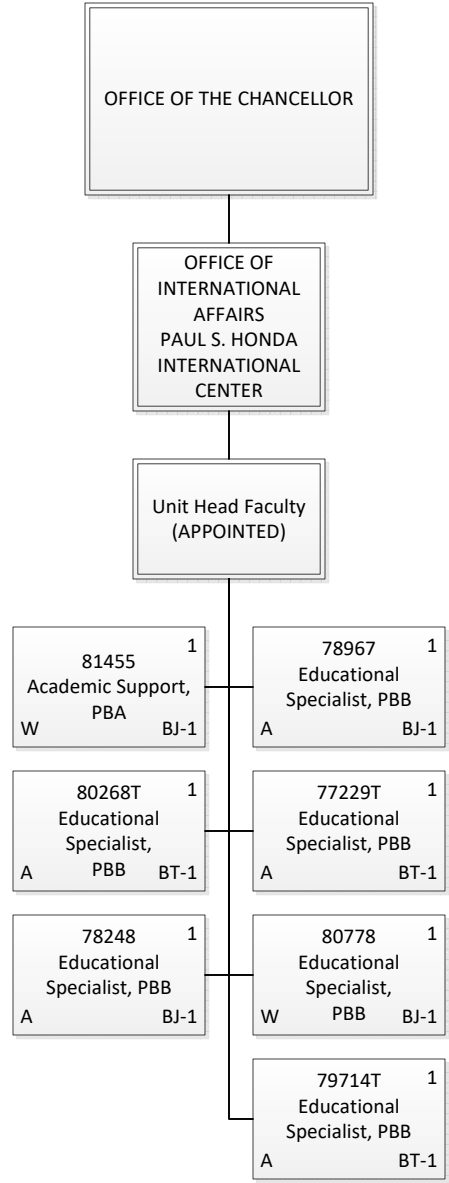 OFFICE OF THE CHANCELLOR
OFFICE OF
INTERNATIONAL
AFFAIRS
PAUL S. HONDA
INTERNATIONAL
CENTER
Unit Head Faculty
(APPOINTED)
1
81455
Academic Support,
PBA
W BJ-1
78967 1
Educational
Specialist, PBB
A BJ-1
80268T 1
Educational
Specialist,
PBB
A BT-1
77229T 1
Educational
Specialist, PBB
A BT-1
78248 1
Educational
Specialist, PBB
A BJ-1
80778 1
Educational
Specialist,
PBB
W BJ-1
79714T 1
Educational
Specialist, PBB
A BT-1